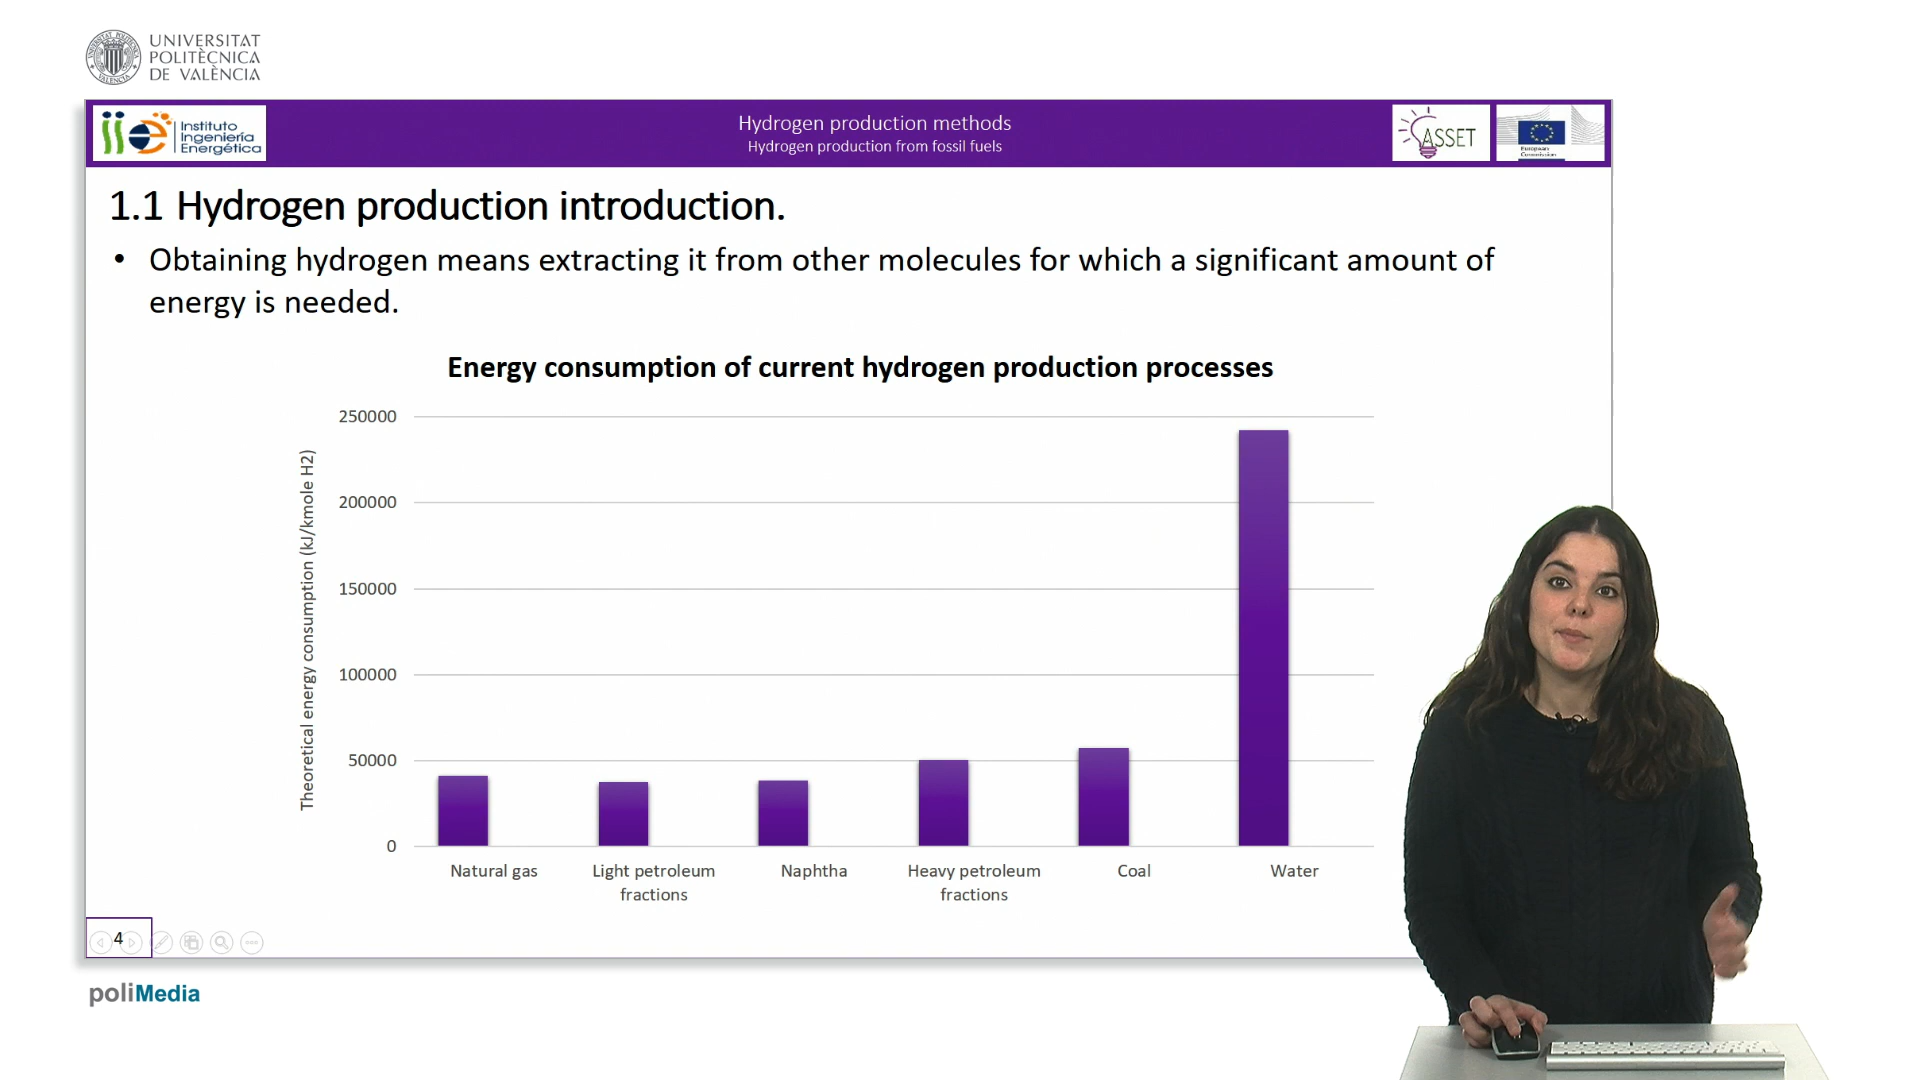 UNIVERSITAT
POLITÈCNICA
DE VALÈNCIA
iie Instituto
Ingeniería
Energética
Hydrogen production methods
Hydrogen production from fossil fuels
ASSET
European
Commission
1.1 Hydrogen production introduction.
• Obtaining hydrogen means extracting it from other molecules for which a significant amount of
energy is needed.
Energy consumption of current hydrogen production processes
Theoretical energy consumption (kJ/kmole H2)
250000
200000
150000
100000
50000
0
Natural gas
Light petroleum
fractions
Naphtha
Heavy petroleum
fractions
Coal
Water
4
poliMedia